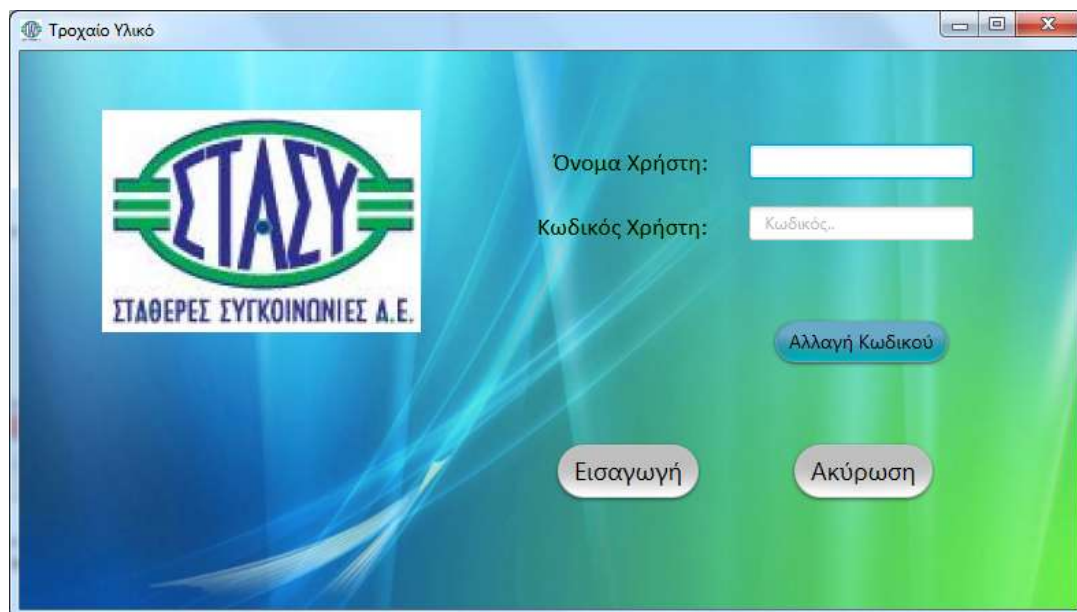 Τροχαίο Υλικό
ΣΤΑΣΥ
ΣΤΑΘΕΡΕΣ ΣΥΓΚΟΙΝΩΝΙΕΣ Α.Ε.
Όνομα Χρήστη:
Κωδικός Χρήστη:
Κωδικός..
Αλλαγή Κωδικού
Εισαγωγή
Ακύρωση